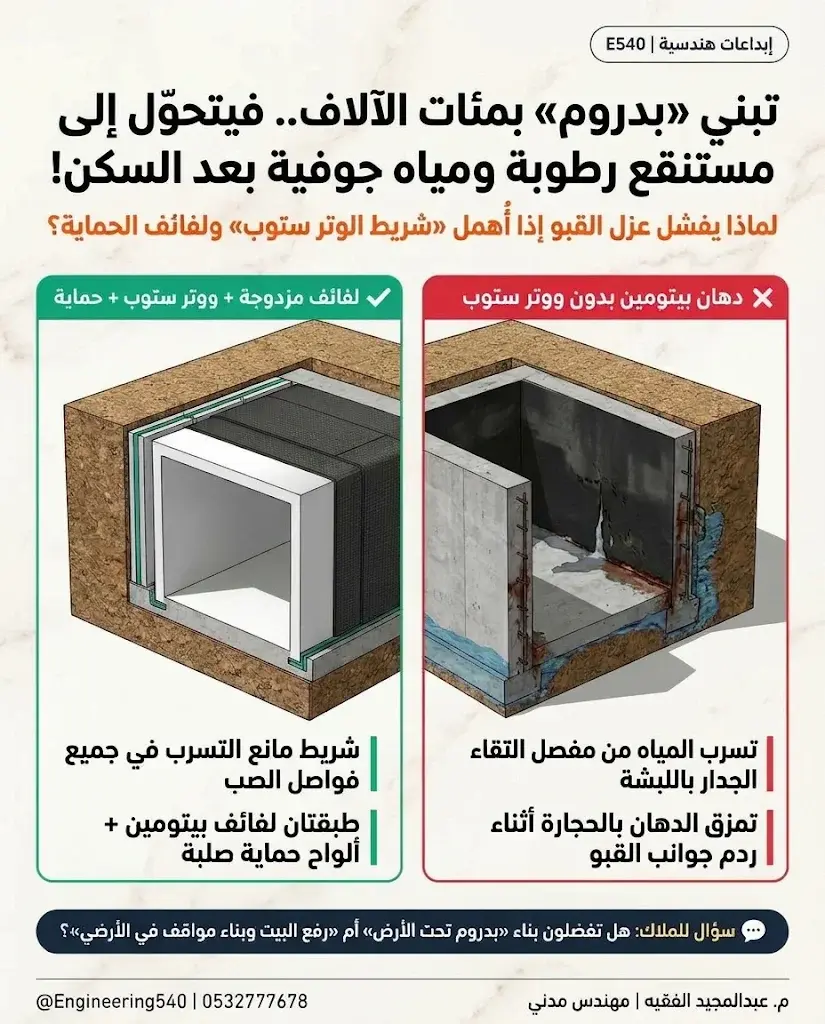 إبداعات هندسية | E540
تبني «بدروم» بمئات الآلاف.. فيتحوّل إلى
مستنقع رطوبة ومياه جوفية بعد السكن!
لماذا يفشل عزل القبو إذا أُهمل «شريط الوتر ستوب» ولفائف الحماية؟
دهان بيتومين بدون ووتر ستوب
تسرب المياه من مفصل التقاء
الجدار باللبشة
تمزق الدهان بالحجارة أثناء
ردم جوانب القبو
لفائف مزدوجة + ووتر ستوب + حماية
شريط مانع التسرب في جميع
فواصل الصب
طبقتان لفائف بيتومين +
ألواح حماية صلبة
سؤال للملاك: هل تفضلون بناء «بدروم تحت الأرض» أم «رفع البيت وبناء مواقف في الأرضي»؟
م. عبدالمجيد الفقيه | مهندس مدني
@Engineering540 | 0532777678